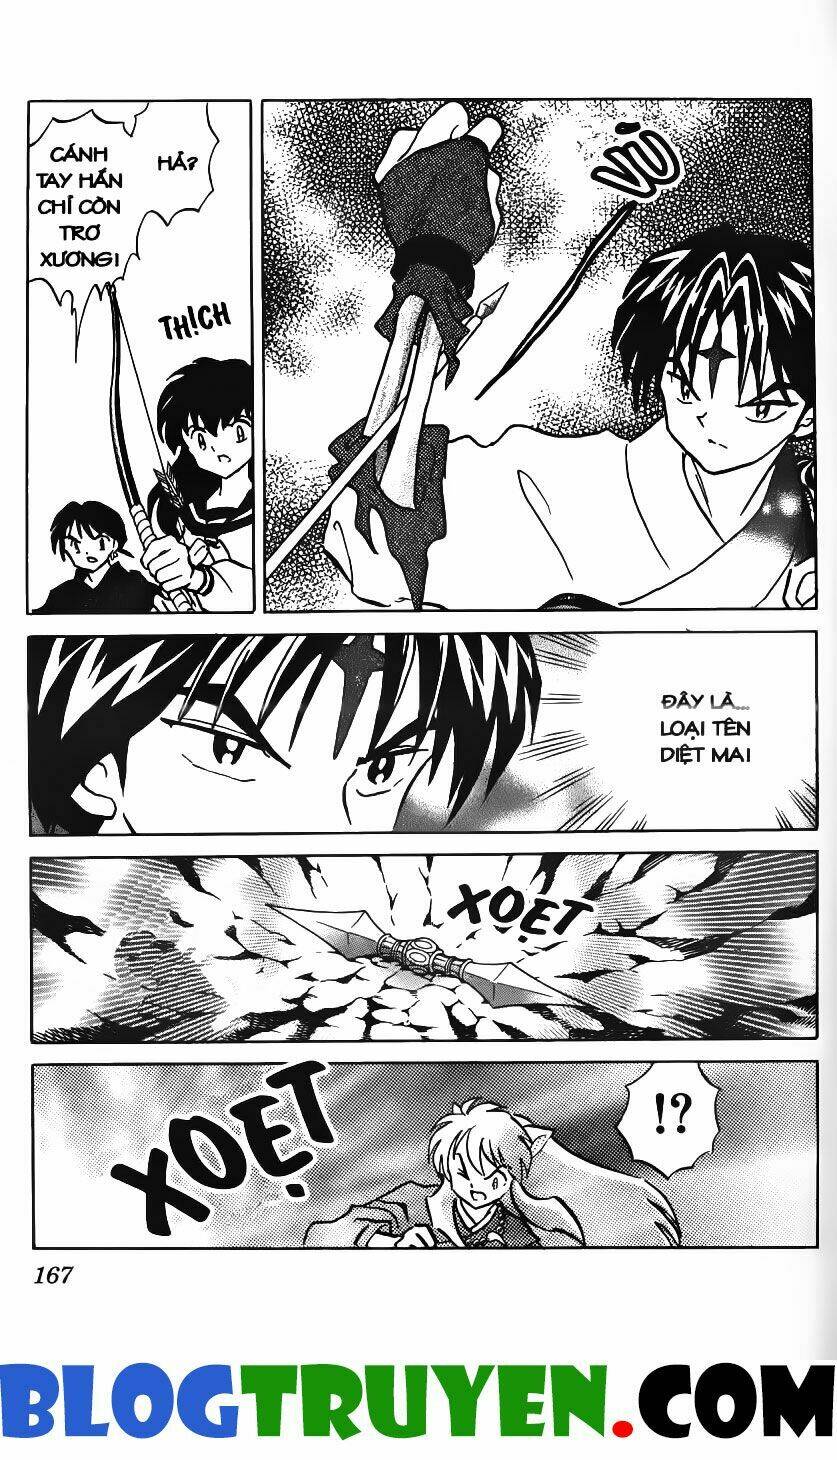 HẢ?
CÁNH
TAY HẮN
CHỈ CÒN
TRƠ
XƯƠNG!
THỊCH
VÙ
ĐÂY LÀ...
LOẠI TÊN
DIỆT MA!
XOẸT
XOẸT
!?
167
BLOGTRUYEN.COM